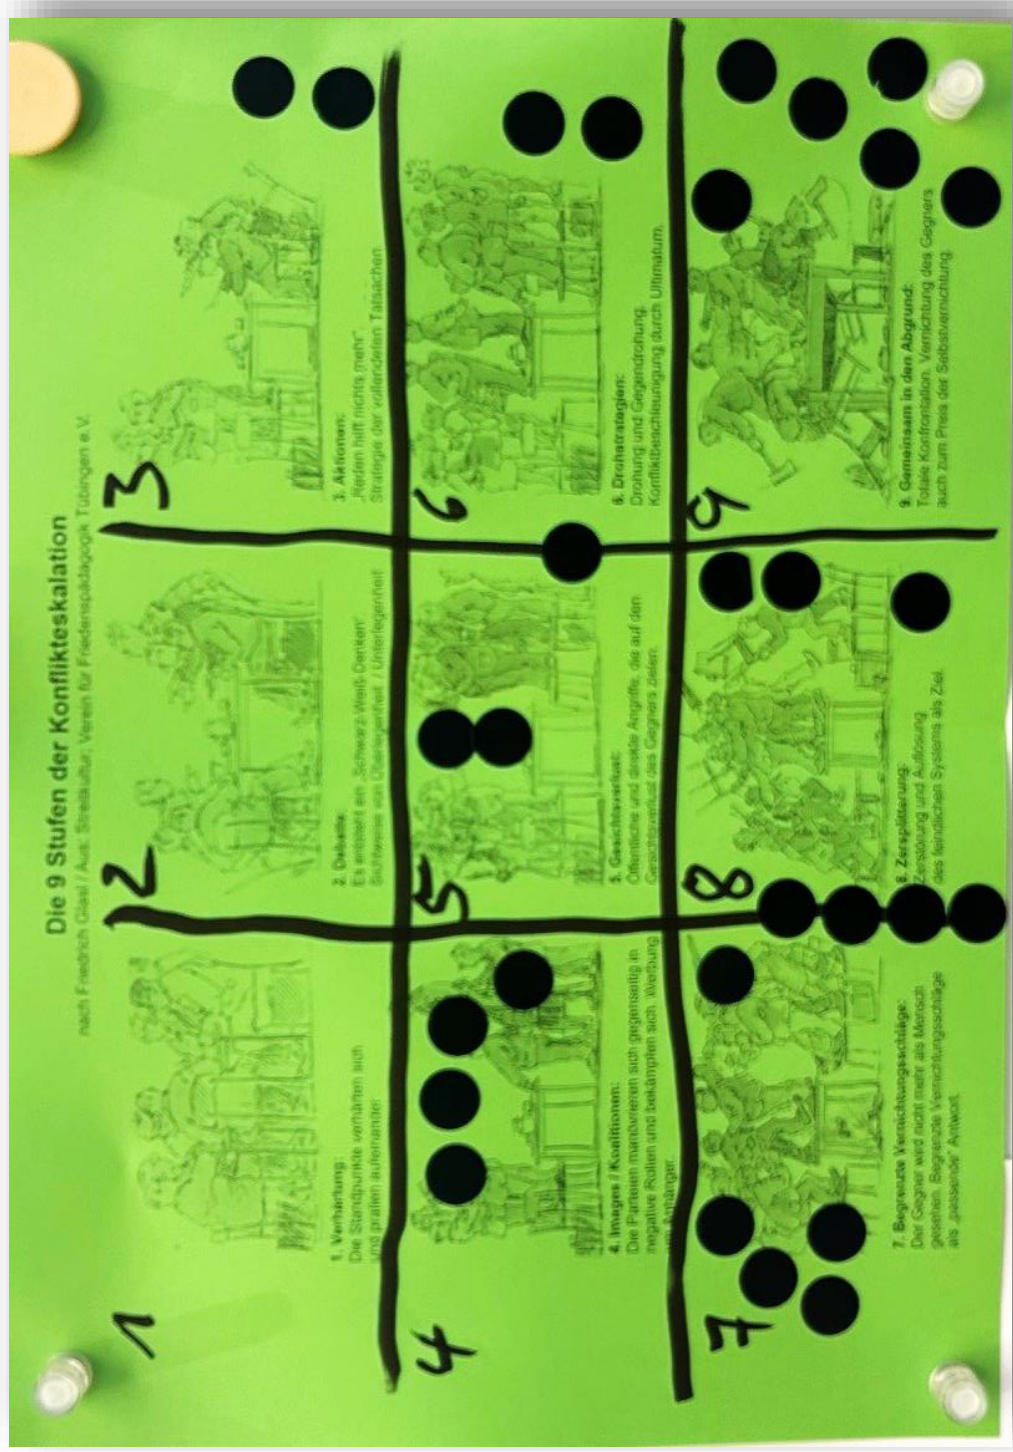 Die 9 Stufen der Konflikteskalation
nach Friedrich Glasl / Aus: Streitkultur, Verein für Friedenspädagogik Tübingen e.V.
1
1. Verhärtung:
Die Standpunkte verhärten sich
und prallen aufeinander.
2
2. Debatte:
Es entsteht ein „Schwarz-Weiß-Denken“.
Sichtweise von Überlegenheit / Unterlegenheit
3
3. Aktionen:
„Reden hilft nichts mehr“.
Strategie der vollendeten Tatsachen
4
4. Images / Koalitionen:
Die Parteien manövrieren sich gegenseitig in
negative Rollen und bekämpfen sich. Werbung
um Anhänger.
5
5. Gesichtsverlust:
Öffentliche und direkte Angriffe, die auf den
Gesichtsverlust des Gegners zielen.
6
6. Drohstrategien:
Drohung und Gegendrohung.
Konfliktbeschleunigung durch Ultimatum.
7
7. Begrenzte Vernichtungsschläge:
Der Gegner wird nicht mehr als Mensch
gesehen. Begrenzte Vernichtungsschläge
als „passende“ Antwort.
8
8. Zersplitterung:
Zerstörung und Auflösung
des feindlichen Systems als Ziel.
9
9. Gemeinsam in den Abgrund:
Totale Konfrontation. Vernichtung des Gegners
auch zum Preis der Selbstvernichtung.